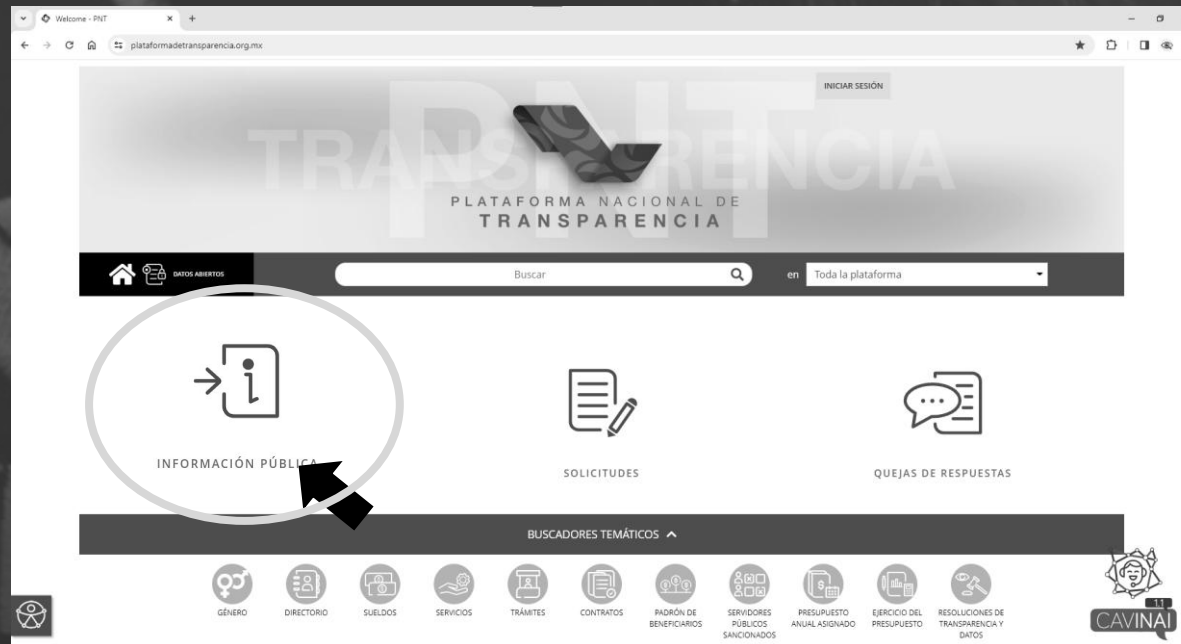 Welcome - PNT
plataformadetransparencia.org.mx
INICIAR SESIÓN
PNT
TRANSPARENCIA
PLATAFORMA NACIONAL DE
TRANSPARENCIA
DATOS ABIERTOS
Buscar
en
Toda la plataforma
INFORMACIÓN PÚBLICA
SOLICITUDES
QUEJAS DE RESPUESTAS
BUSCADORES TEMÁTICOS
GÉNERO
DIRECTORIO
SUELDOS
SERVICIOS
TRÁMITES
CONTRATOS
PADRÓN DE
BENEFICIARIOS
SERVIDORES
PÚBLICOS
SANCIONADOS
PRESUPUESTO
ANUAL ASIGNADO
EJERCICIO DEL
PRESUPUESTO
RESOLUCIONES DE
TRANSPARENCIA Y
DATOS
11
CAVINAI